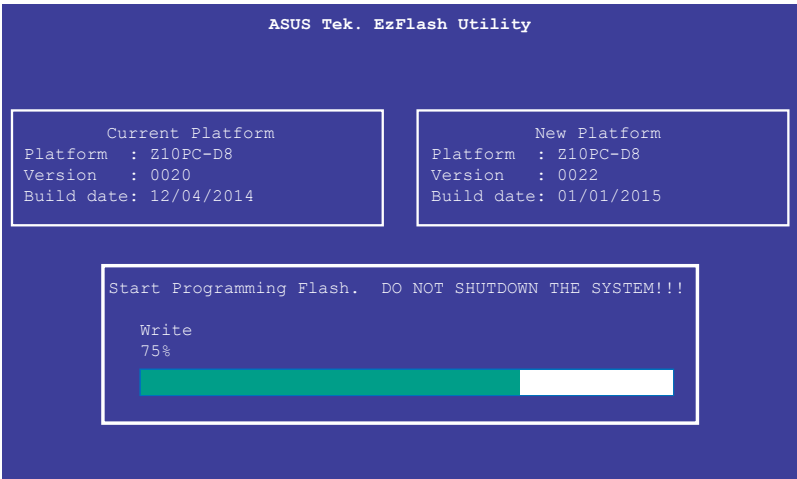 ASUS Tek. EzFlash Utility
Current Platform
Platform : Z10PC-D8
Version : 0020
Build date: 12/04/2014
New Platform
Platform : Z10PC-D8
Version : 0022
Build date: 01/01/2015
Start Programming Flash. DO NOT SHUTDOWN THE SYSTEM!!!
Write
75%